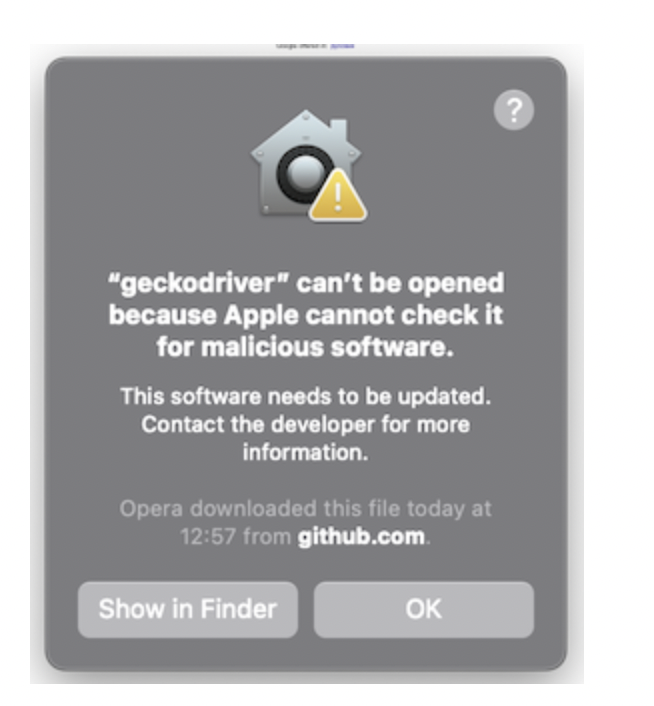 ?
“geckodriver” can’t be opened
because Apple cannot check it
for malicious software.
This software needs to be updated.
Contact the developer for more
information.
Opera downloaded this file today at
12:57 from github.com.
Show in Finder
OK